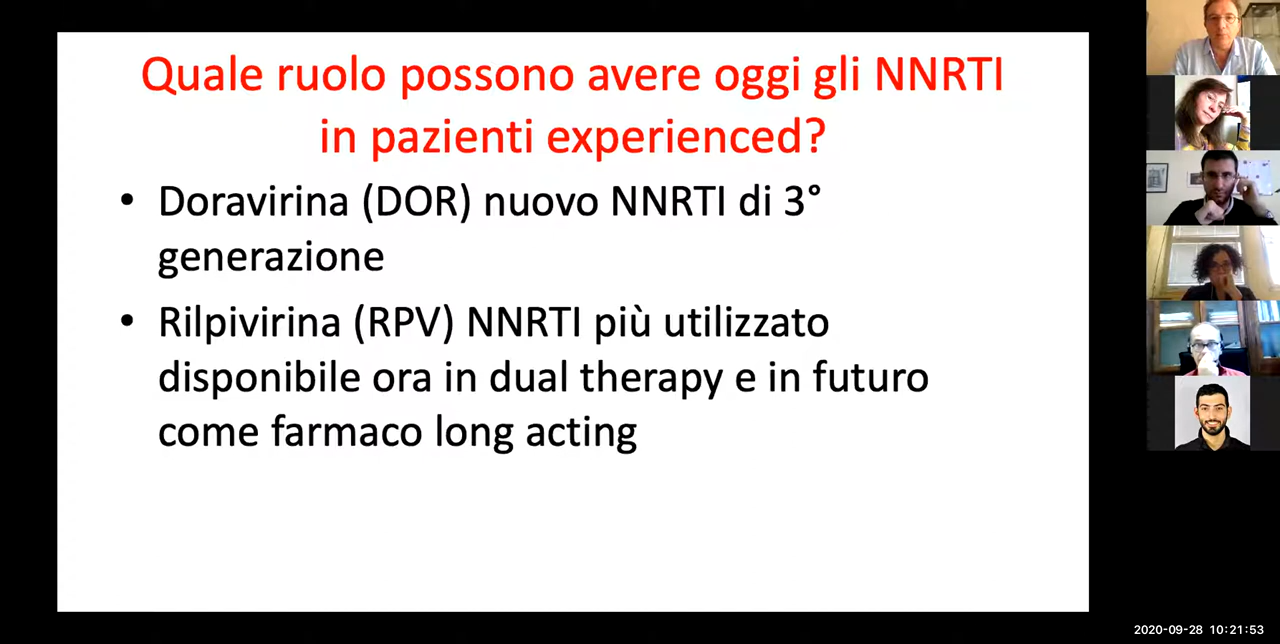 Quale ruolo possono avere oggi gli NNRTI
in pazienti experienced?
• Doravirina (DOR) nuovo NNRTI di 3°
generazione
• Rilpivirina (RPV) NNRTI più utilizzato
disponibile ora in dual therapy e in futuro
come farmaco long acting
2020-09-28 10:21:53